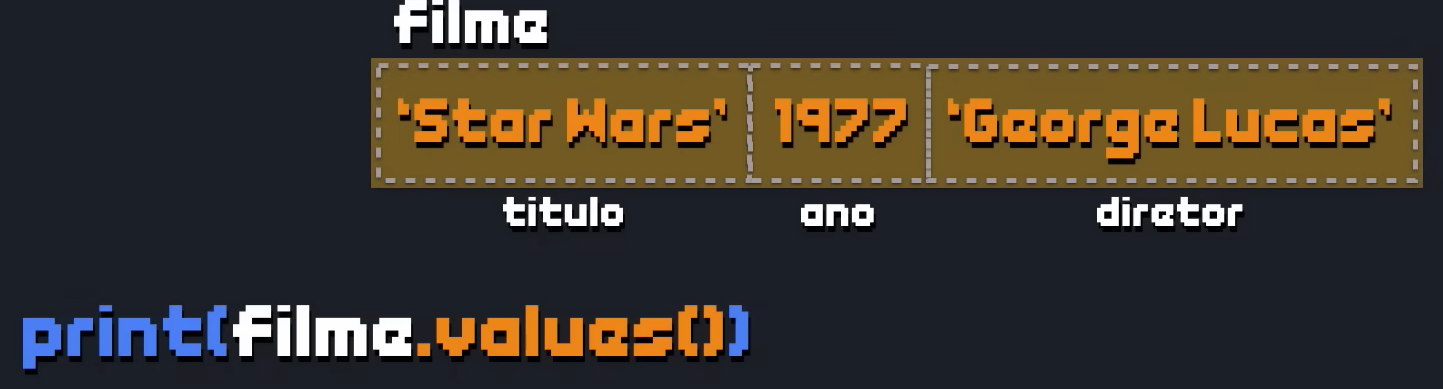 filme
'Star Wars' 1977 'George Lucas'
titulo ano diretor
print(filme.values())